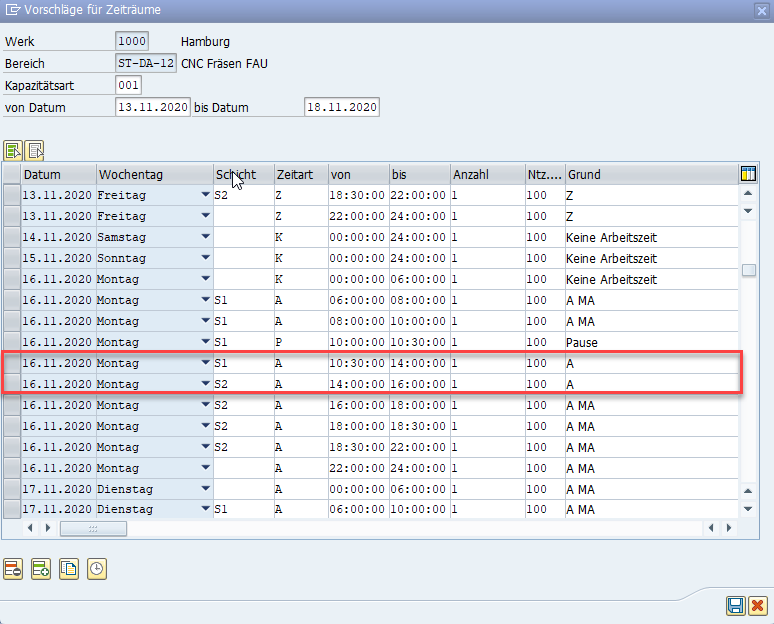 Vorschläge für Zeiträume
Werk 1000 Hamburg
Bereich ST-DA-12 CNC Fräsen FAU
Kapazitätsart 001
von Datum 13.11.2020 bis Datum 18.11.2020
Datum Wochentag Schicht Zeitart von bis Anzahl Ntz.... Grund
13.11.2020 Freitag S2 Z 18:30:00 22:00:00 1 100 Z
13.11.2020 Freitag Z 22:00:00 24:00:00 1 100 Z
14.11.2020 Samstag K 00:00:00 24:00:00 1 100 Keine Arbeitszeit
15.11.2020 Sonntag K 00:00:00 24:00:00 1 100 Keine Arbeitszeit
16.11.2020 Montag K 00:00:00 06:00:00 1 100 Keine Arbeitszeit
16.11.2020 Montag S1 A 06:00:00 08:00:00 1 100 A MA
16.11.2020 Montag S1 A 08:00:00 10:00:00 1 100 A MA
16.11.2020 Montag S1 P 10:00:00 10:30:00 1 100 Pause
16.11.2020 Montag S1 A 10:30:00 14:00:00 1 100 A
16.11.2020 Montag S2 A 14:00:00 16:00:00 1 100 A
16.11.2020 Montag S2 A 16:00:00 18:00:00 1 100 A MA
16.11.2020 Montag S2 A 18:00:00 18:30:00 1 100 A MA
16.11.2020 Montag S2 A 18:30:00 22:00:00 1 100 A MA
16.11.2020 Montag A 22:00:00 24:00:00 1 100 A MA
17.11.2020 Dienstag A 00:00:00 06:00:00 1 100 A MA
17.11.2020 Dienstag S1 A 06:00:00 10:00:00 1 100 A MA